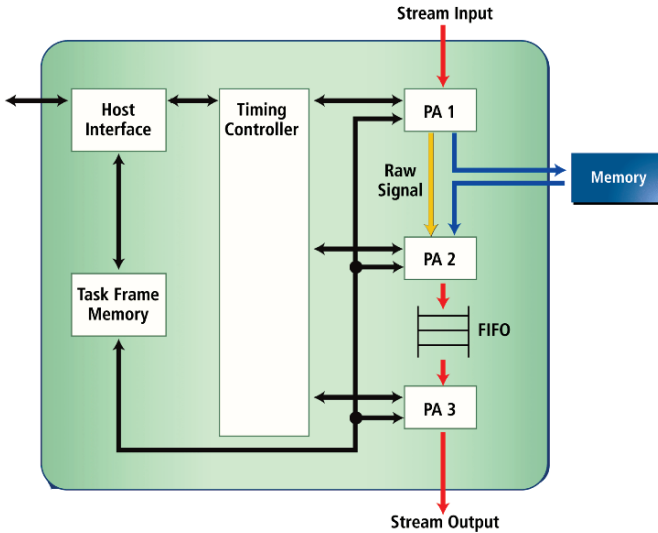 Stream Input
Host
Interface
Timing
Controller
PA 1
Raw
Signal
Memory
PA 2
Task Frame
Memory
FIFO
PA 3
Stream Output